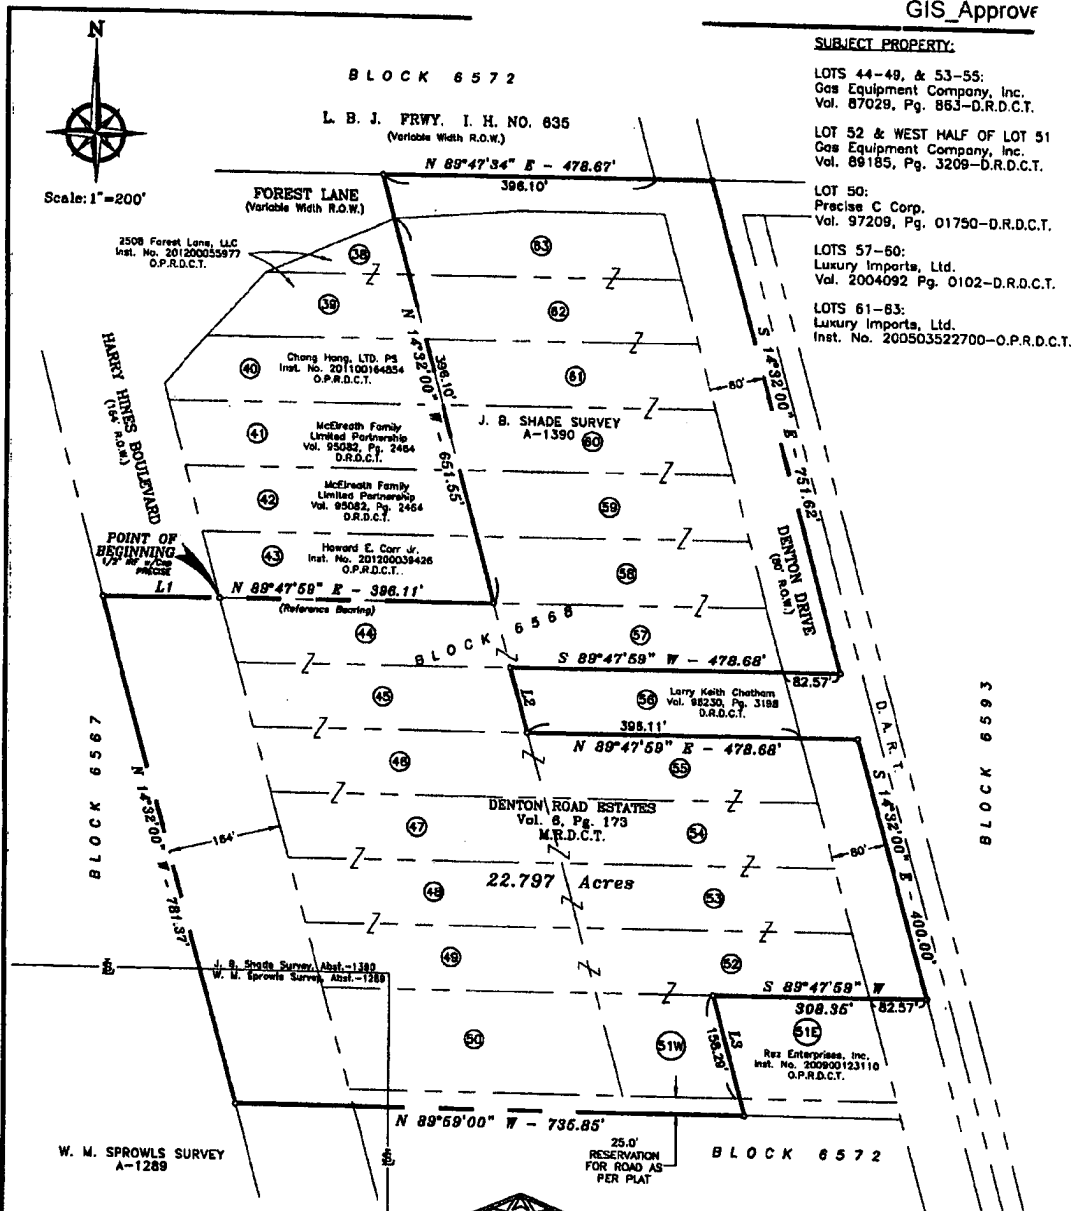 GIS_Approve
N
Scale: 1"=200'
BLOCK 6572
L. B. J. FRWY. I. H. NO. 635
(Variable Width R.O.W.)
N 89°47'34" E - 478.67'
396.10'
FOREST LANE
(Variable Width R.O.W.)
SUBJECT PROPERTY:
LOTS 44-49, & 53-55:
Gas Equipment Company, Inc.
Vol. 87029, Pg. 863-D.R.D.C.T.
LOT 52 & WEST HALF OF LOT 51
Gas Equipment Company, Inc.
Vol. 89185, Pg. 3209-D.R.D.C.T.
LOT 50:
Precise C Corp.
Vol. 97209, Pg. 01750-D.R.D.C.T.
LOTS 57-60:
Luxury Imports, Ltd.
Vol. 2004092 Pg. 0102-D.R.D.C.T.
LOTS 61-63:
Luxury Imports, Ltd.
Inst. No. 200503522700-O.P.R.D.C.T.
2508 Forest Lane, LLC
Inst. No. 201200055977
O.P.R.D.C.T.
38
63
39
62
N 14°32'00" W - 651.55'
396.10'
40
Chang Hong, LTD. PS
Inst. No. 201100164854
O.P.R.D.C.T.
61
80'
S 14°32'00" E - 751.62'
HARRY HINES BOULEVARD
(164' R.O.W.)
41
McElreath Family
Limited Partnership
Vol. 95082, Pg. 2464
D.R.D.C.T.
J. B. SHADE SURVEY
A-1390
60
42
McElreath Family
Limited Partnership
Vol. 95082, Pg. 2464
D.R.D.C.T.
59
43
Howard E. Carr Jr.
Inst. No. 201200039426
O.P.R.D.C.T.
58
DENTON DRIVE
(80' R.O.W.)
POINT OF
BEGINNING
1/2" IRF w/Cap
PRECISE
L1
N 89°47'59" E - 396.11'
(Reference Bearing)
44
BLOCK 6568
57
S 89°47'59" W - 478.68'
82.57'
45
L2
56
Larry Keith Chatham
Vol. 98230, Pg. 3198
D.R.D.C.T.
396.11'
N 89°47'59" E - 478.68'
D. A. R. T.
BLOCK 6593
BLOCK 6567
46
55
N 14°32'00" W - 781.37'
164'
47
DENTON ROAD ESTATES
Vol. 6, Pg. 173
M.R.D.C.T.
54
80'
S 14°32'00" E - 400.00'
48
22.797 Acres
53
49
52
J. B. Shade Survey, Abst.-1390
W. M. Sprowls Survey, Abst.-1289
S 89°47'59" W
308.35'
82.57'
50
51W
L3
158.29'
51E
Raz Enterprises, Inc.
Inst. No. 200900123110
O.P.R.D.C.T.
N 89°59'00" W - 735.85'
25.0'
RESERVATION
FOR ROAD AS
PER PLAT
W. M. SPROWLS SURVEY
A-1289
BLOCK 6572